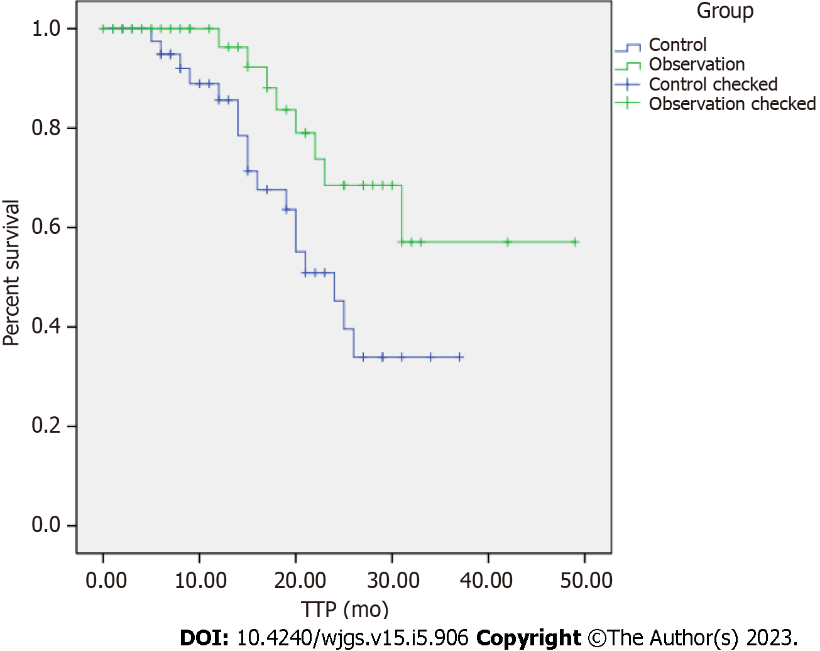 Group
Control
Observation
Control checked
Observation checked
Percent survival
1.0
0.8
0.6
0.4
0.2
0.0
0.00 10.00 20.00 30.00 40.00 50.00
TTP (mo)
DOI: 10.4240/wjgs.v15.i5.906 Copyright ©The Author(s) 2023.